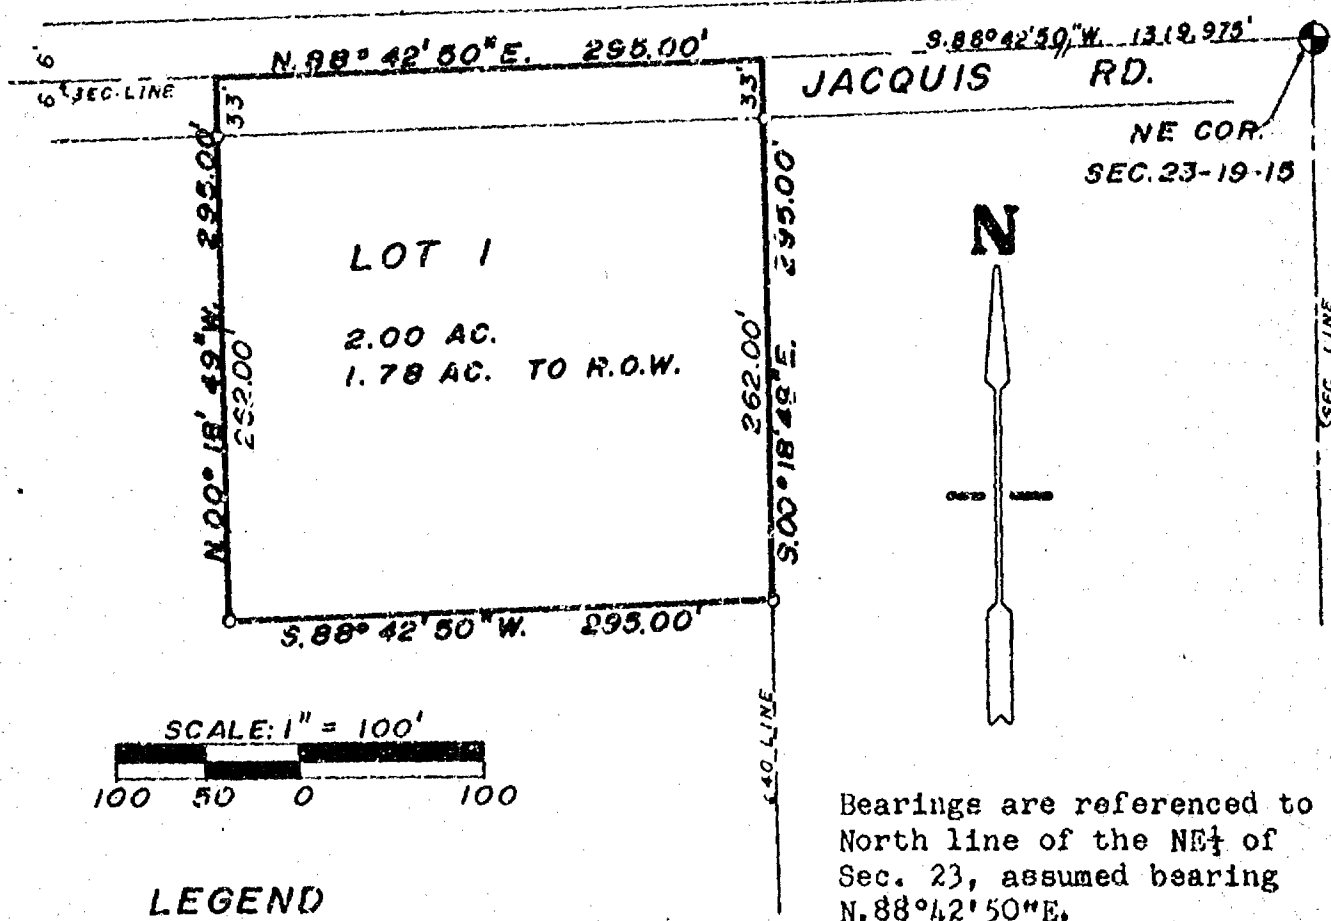 6' 6'
SEC. LINE
N. 88° 42' 50" E. 295.00'
S. 88° 42' 50" W. 1319.975'
33'
33'
JACQUIS RD.
NE COR.
SEC. 23-19-15
N. 00° 18' 49" W. 295.00'
262.00'
LOT 1
2.00 AC.
1.78 AC. TO R.O.W.
262.00'
S. 00° 18' 49" E. 295.00'
N
SEC. LINE
S. 88° 42' 50" W. 295.00'
40 LINE
SCALE: 1" = 100'
100 50 0 100
Bearings are referenced to
North line of the NE¼ of
Sec. 23, assumed bearing
N.88°42'50"E.
LEGEND